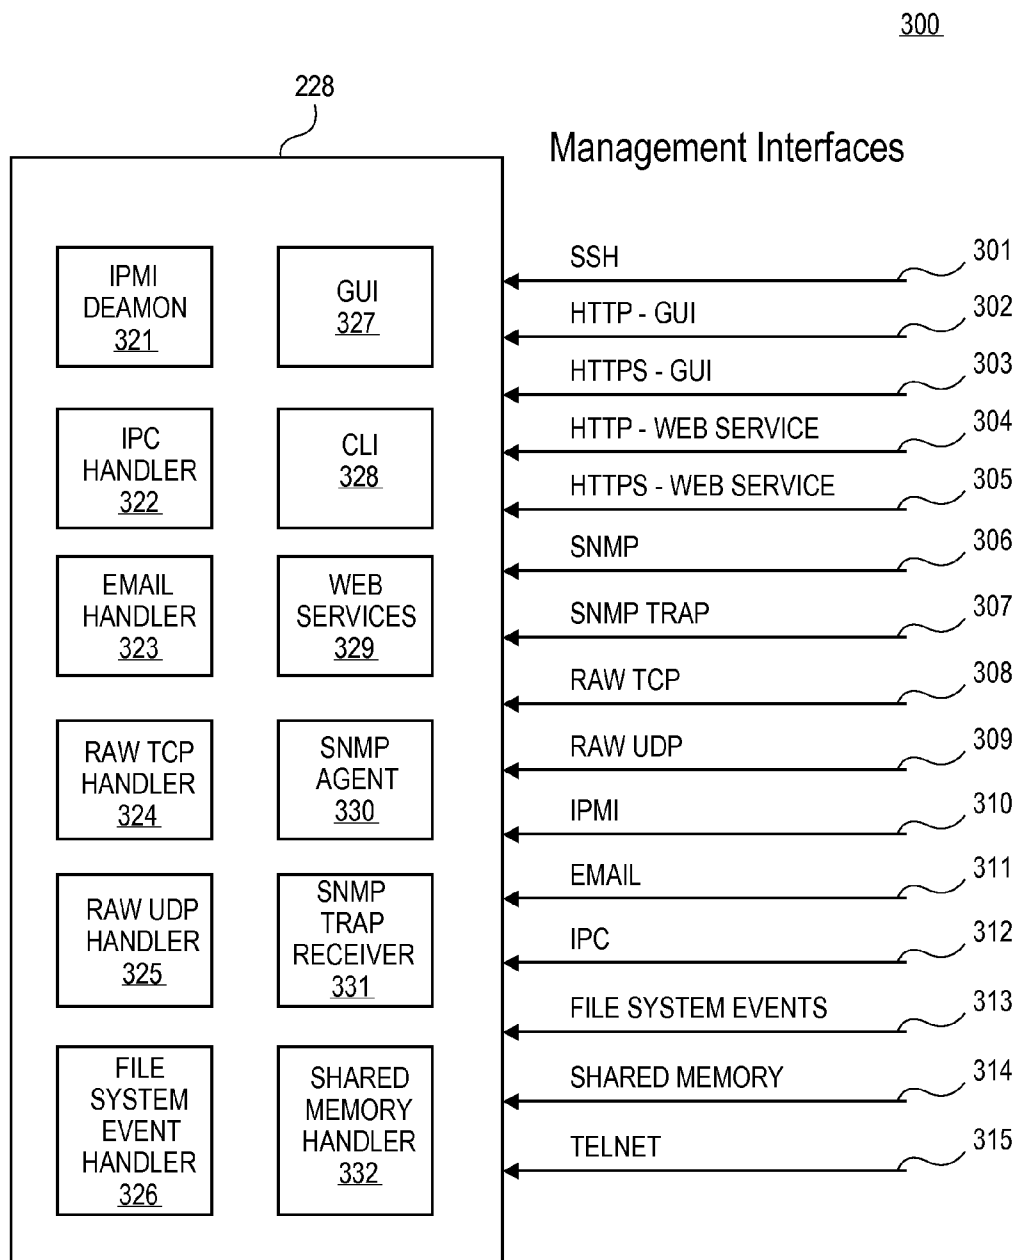 300
228
Management Interfaces
IPMI
DEAMON
321
GUI
327
IPC
HANDLER
322
CLI
328
EMAIL
HANDLER
323
WEB
SERVICES
329
RAW TCP
HANDLER
324
SNMP
AGENT
330
RAW UDP
HANDLER
325
SNMP
TRAP
RECEIVER
331
FILE
SYSTEM
EVENT
HANDLER
326
SHARED
MEMORY
HANDLER
332
SSH
301
HTTP - GUI
302
HTTPS - GUI
303
HTTP - WEB SERVICE
304
HTTPS - WEB SERVICE
305
SNMP
306
SNMP TRAP
307
RAW TCP
308
RAW UDP
309
IPMI
310
EMAIL
311
IPC
312
FILE SYSTEM EVENTS
313
SHARED MEMORY
314
TELNET
315